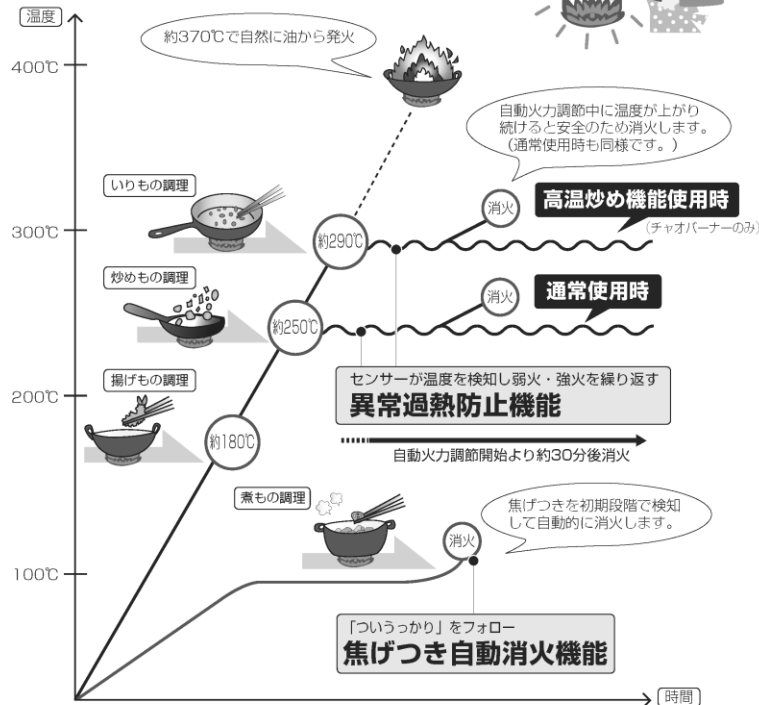 温度
約370℃で自然に油から発火
400℃
自動火力調節中に温度が上がり
続けると安全のため消火します。
(通常使用時も同様です。)
いりもの調理
消火
高温炒め機能使用時
(チャオバーナーのみ)
300℃
約290℃
炒めもの調理
消火
通常使用時
約250℃
センサーが温度を検知し弱火・強火を繰り返す
異常過熱防止機能
揚げもの調理
200℃
約180℃
自動火力調節開始より約30分後消火
煮もの調理
焦げつきを初期段階で検知
して自動的に消火します。
消火
100℃
「ついうっかり」をフォロー
焦げつき自動消火機能
時間